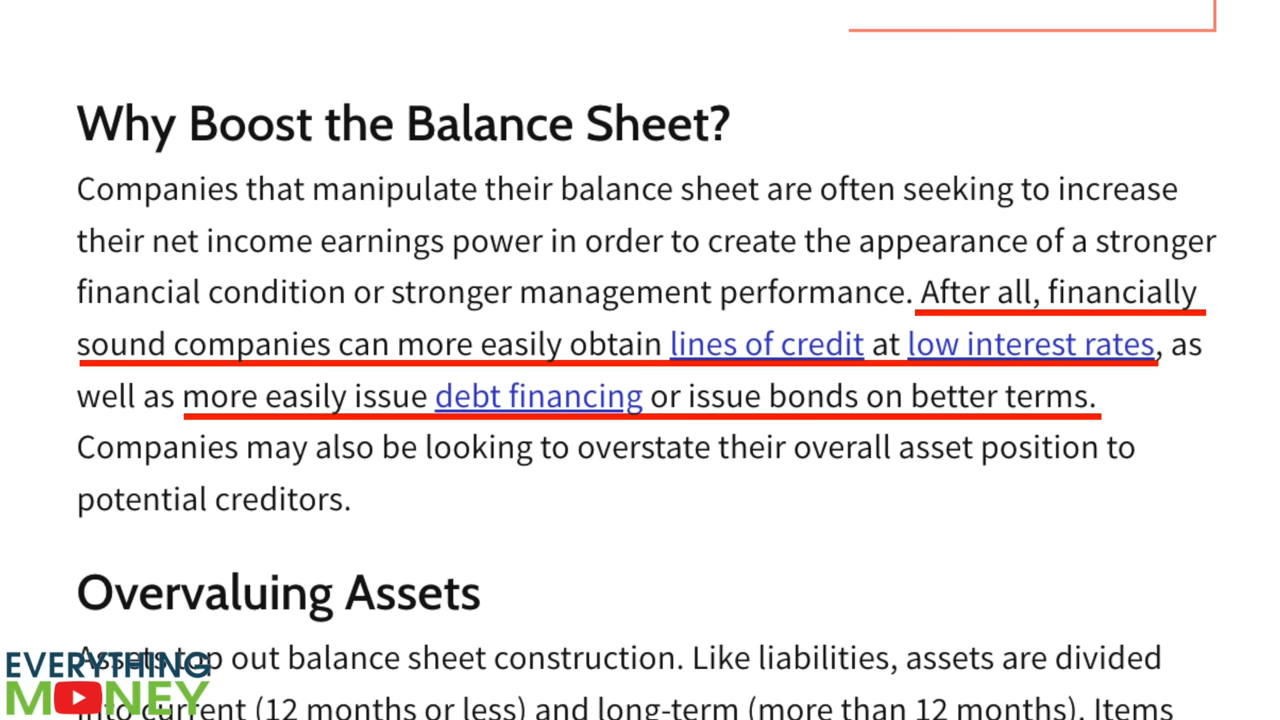 Why Boost the Balance Sheet?
Companies that manipulate their balance sheet are often seeking to increase
their net income earnings power in order to create the appearance of a stronger
financial condition or stronger management performance. After all, financially
sound companies can more easily obtain lines of credit at low interest rates, as
well as more easily issue debt financing or issue bonds on better terms.
Companies may also be looking to overstate their overall asset position to
potential creditors.
Overvaluing Assets
Assets top out balance sheet construction. Like liabilities, assets are divided
into current (12 months or less) and long-term (more than 12 months). Items
EVERYTHING
MONEY